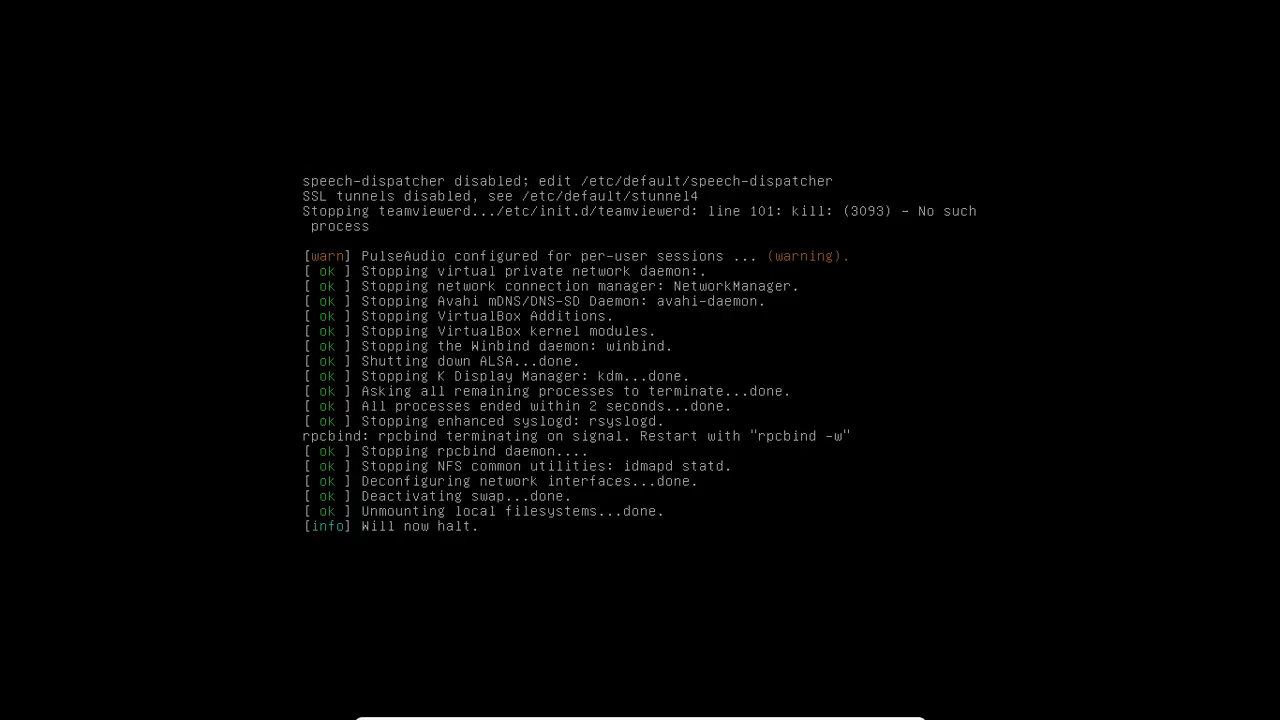 speech-dispatcher disabled; edit /etc/default/speech-dispatcher
SSL tunnels disabled, see /etc/default/stunnel4
Stopping teamviewerd.../etc/init.d/teamviewerd: line 101: kill: (3093) - No such
process
[warn] PulseAudio configured for per-user sessions ... (warning).
[ ok ] Stopping virtual private network daemon:.
[ ok ] Stopping network connection manager: NetworkManager.
[ ok ] Stopping Avahi mDNS/DNS-SD Daemon: avahi-daemon.
[ ok ] Stopping VirtualBox Additions.
[ ok ] Stopping VirtualBox kernel modules.
[ ok ] Stopping the Winbind daemon: winbind.
[ ok ] Shutting down ALSA...done.
[ ok ] Stopping K Display Manager: kdm...done.
[ ok ] Asking all remaining processes to terminate...done.
[ ok ] All processes ended within 2 seconds...done.
[ ok ] Stopping enhanced syslogd: rsyslogd.
rpcbind: rpcbind terminating on signal. Restart with "rpcbind -w"
[ ok ] Stopping rpcbind daemon....
[ ok ] Stopping NFS common utilities: idmapd statd.
[ ok ] Deconfiguring network interfaces...done.
[ ok ] Deactivating swap...done.
[ ok ] Unmounting local filesystems...done.
[info] Will now halt.